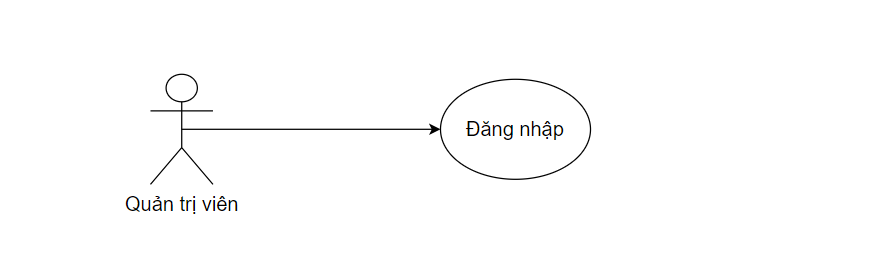 Đăng nhập
Quản trị viên